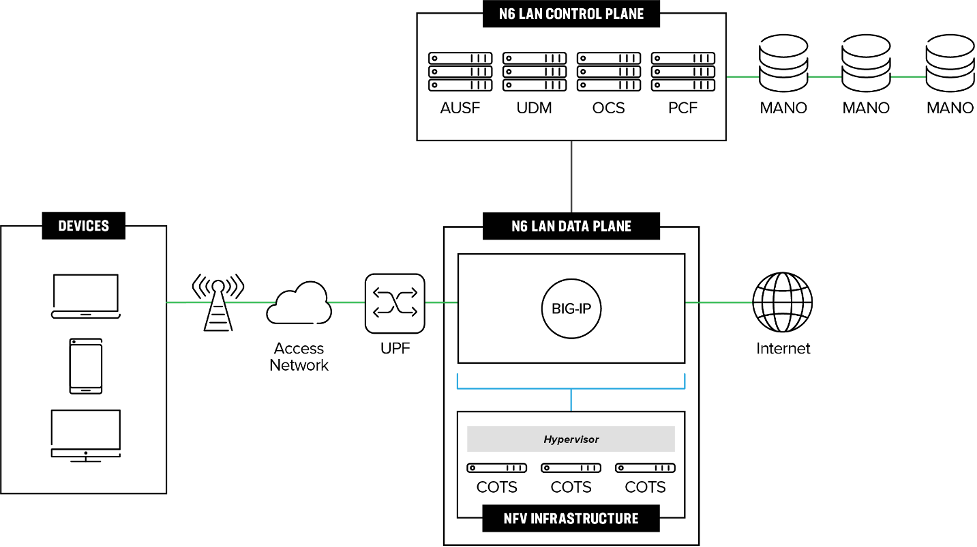 N6 LAN CONTROL PLANE
AUSF
UDM
OCS
PCF
MANO
MANO
MANO
DEVICES
N6 LAN DATA PLANE
BIG-IP
Access
Network
UPF
Internet
Hypervisor
COTS
COTS
COTS
NFV INFRASTRUCTURE